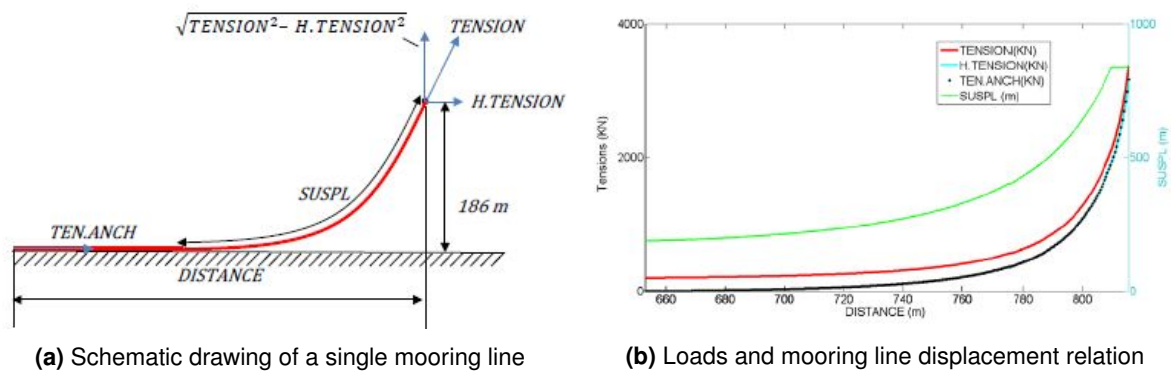 √TENSION² − H.TENSION²
TENSION
H.TENSION
SUSPL
186 m
TEN.ANCH
DISTANCE
(a) Schematic drawing of a single mooring line
4000
1000
TENSION(KN)
H.TENSION(KN)
TEN.ANCH(KN)
SUSPL (m)
Tensions (KN)
2000
500
SUSPL (m)
0
0
660 680 700 720 740 760 780 800
DISTANCE (m)
(b) Loads and mooring line displacement relation